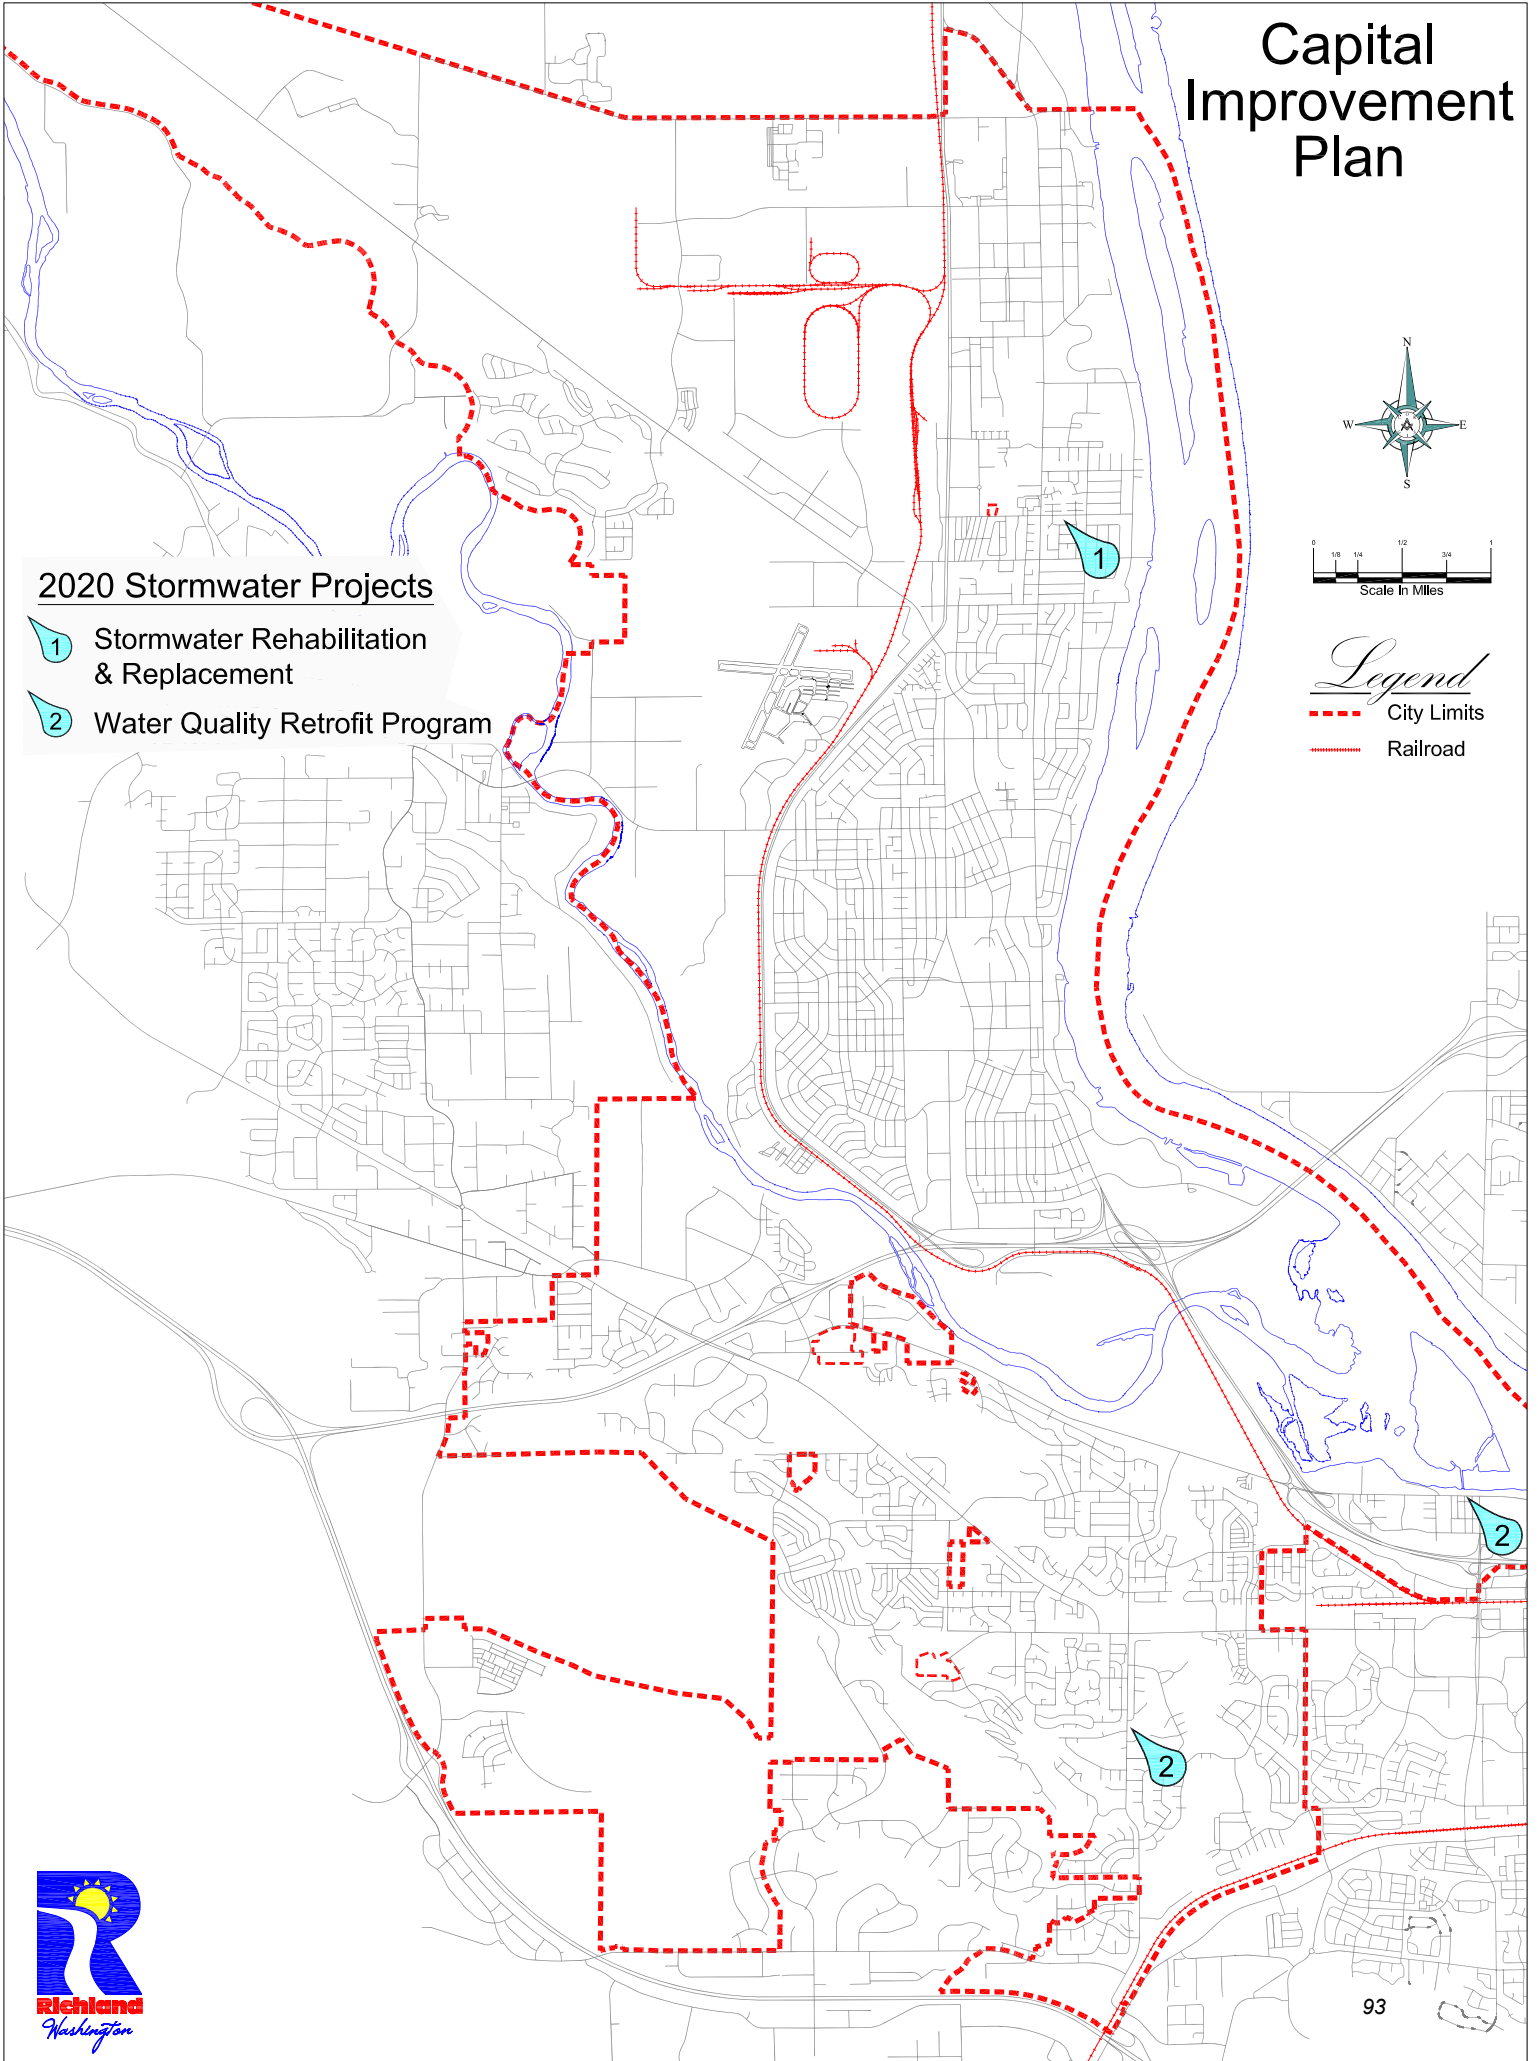 Capital
Improvement
Plan
N
W
E
S
0
1/8
1/4
1/2
3/4
1
Scale In Miles
Legend
City Limits
Railroad
2020 Stormwater Projects
1
Stormwater Rehabilitation
& Replacement
2
Water Quality Retrofit Program
1
2
2
93
Richland
Washington